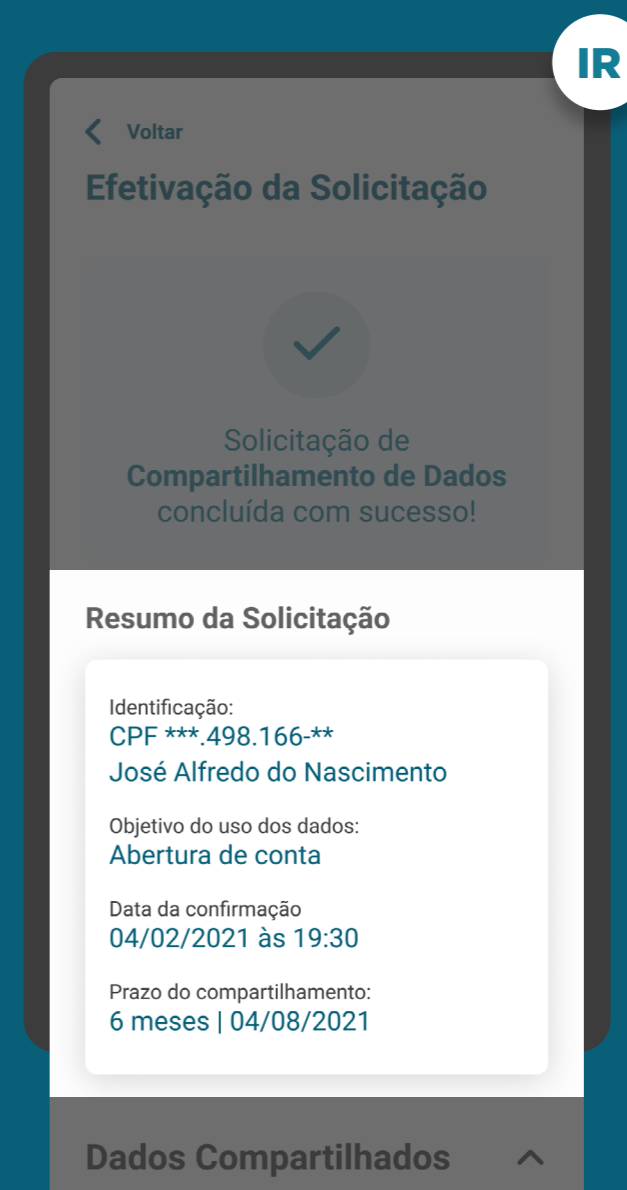 IR
Voltar
Efetivação da Solicitação
Solicitação de
Compartilhamento de Dados
concluída com sucesso!
Resumo da Solicitação
Identificação:
CPF ***.498.166-**
José Alfredo do Nascimento
Objetivo do uso dos dados:
Abertura de conta
Data da confirmação
04/02/2021 às 19:30
Prazo do compartilhamento:
6 meses | 04/08/2021
Dados Compartilhados